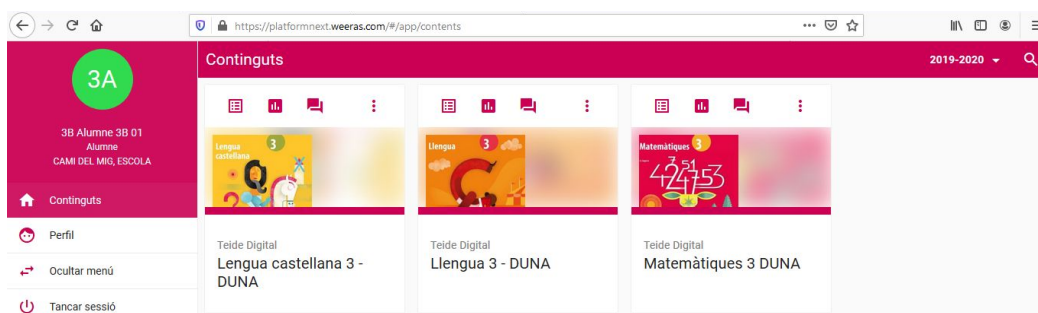 https://platformnext.weeras.com/#/app/contents
3A
3B Alumne 3B 01
Alumne
CAMI DEL MIG, ESCOLA
Continguts
Perfil
Ocultar menú
Tancar sessió
Continguts
2019-2020
Lengua
castellana
3
Teide Digital
Lengua castellana 3 -
DUNA
Llengua
3
Teide Digital
Llengua 3 - DUNA
Matemàtiques
3
Teide Digital
Matemàtiques 3 DUNA